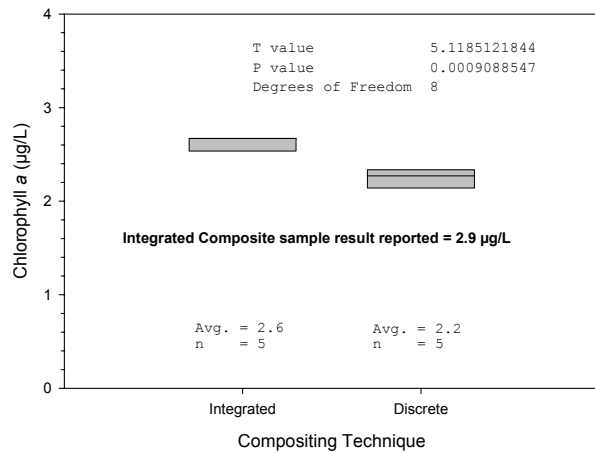 4
T value 5.1185121844
P value 0.0009088547
Degrees of Freedom 8
3
Chlorophyll a (µg/L)
2
Integrated Composite sample result reported = 2.9 µg/L
1
Avg. = 2.6 Avg. = 2.2
n = 5 n = 5
0
Integrated Discrete
Compositing Technique